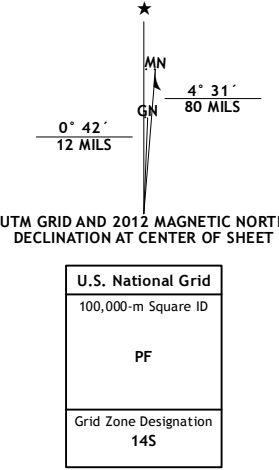 ★
MN
4° 31´
80 MILS
GN
0° 42´
12 MILS
UTM GRID AND 2012 MAGNETIC NORT
DECLINATION AT CENTER OF SHEET
U.S. National Grid
100,000-m Square ID
PF
Grid Zone Designation
14S